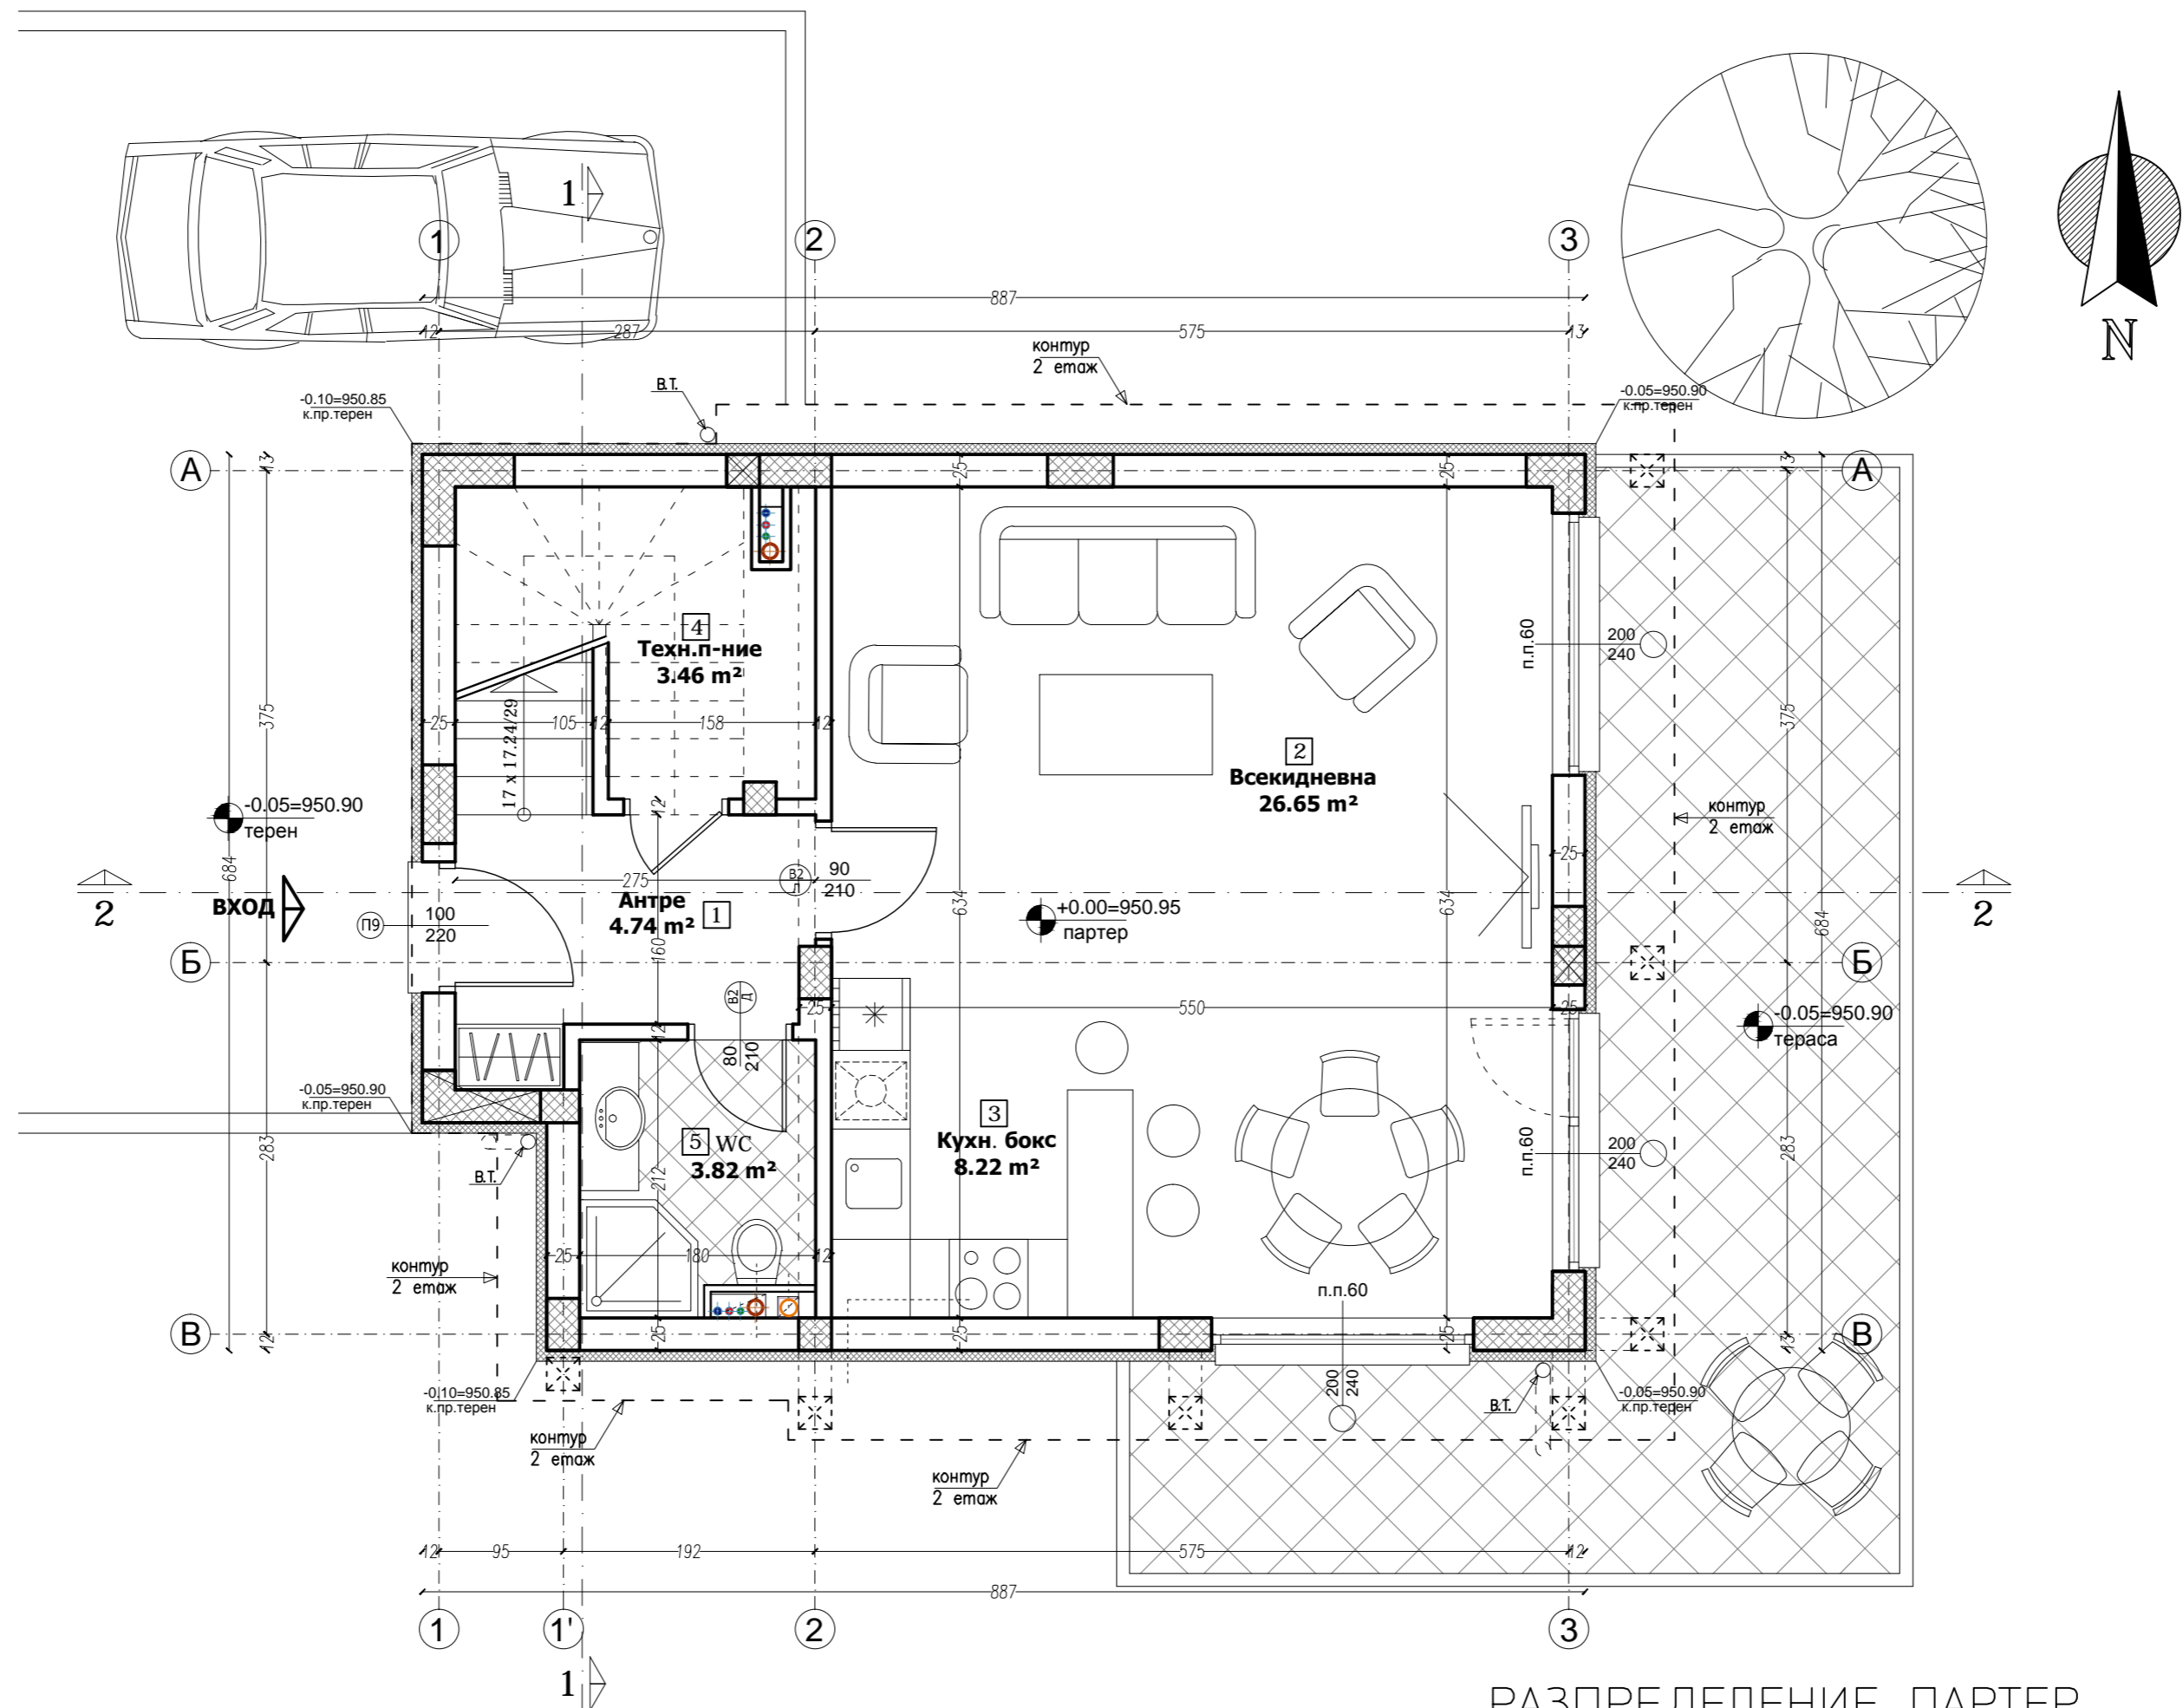 1
1
2
3
N
887
12
287
575
13
контур
2 етаж
В.Т.
-0.10=950.85
к.пр.терен
-0.05=950.90
к.пр.терен
А
13
25
25
13
А
4
Техн.п-ние
3.46 m²
п.п.60
200
240
375
25
105
12
158
12
17 x 17.24/29
375
2
Всекидневна
26.65 m²
-0.05=950.90
терен
12
контур
2 етаж
684
275
В2
Л
90
210
25
2
ВХОД
Антре
4.74 m²
1
634
+0.00=950.95
партер
634
684
2
П9
100
220
160
Б
Б
В2
Д
25
550
25
-0.05=950.90
тераса
12
80
210
-0.05=950.90
к.пр.терен
283
5
WC
3.82 m²
3
Кухн. бокс
8.22 m²
п.п.60
200
240
283
В.Т.
212
контур
2 етаж
25
180
12
п.п.60
В
12
25
25
25
13
В
-0.10=950.85
к.пр.терен
200
240
В.Т.
-0.05=950.90
к.пр.терен
контур
2 етаж
контур
2 етаж
12
95
192
575
12
887
1
1'
2
3
1
РАЗПРЕДЕЛЕНИЕ ПАРТЕР